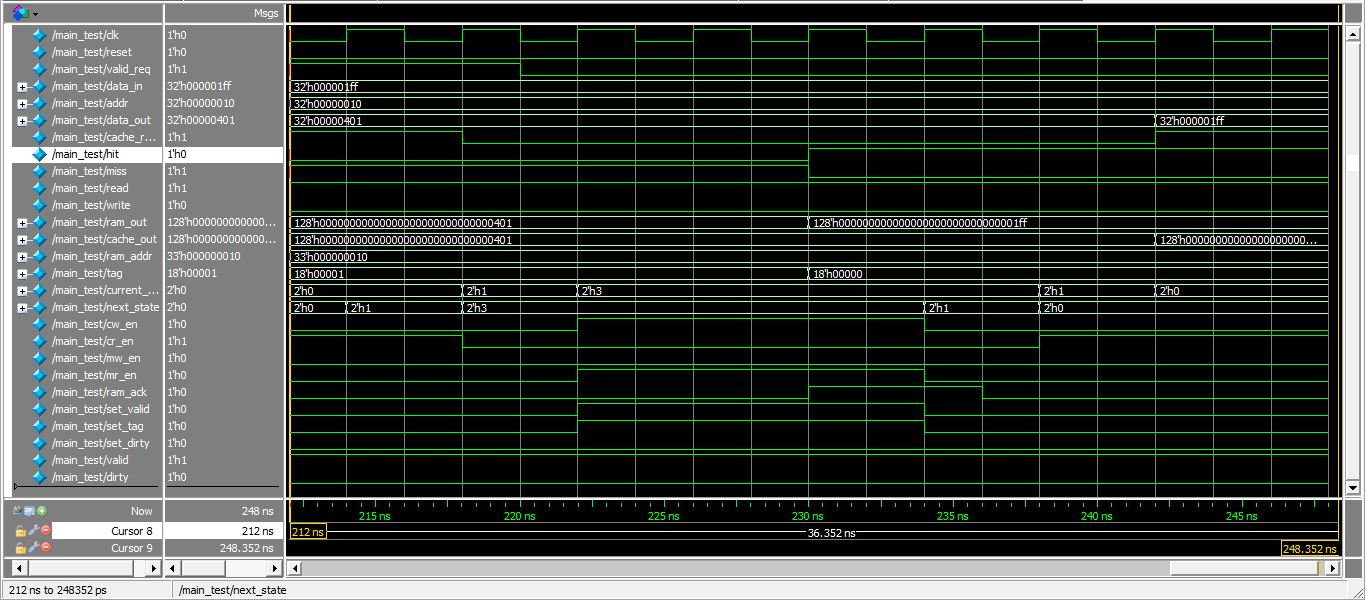 Msgs
/main_test/clk 1'h0
/main_test/reset 1'h0
/main_test/valid_req 1'h1
/main_test/data_in 32'h000001ff 32'h000001ff
/main_test/addr 32'h00000010 32'h00000010
/main_test/data_out 32'h00000401 32'h00000401 32'h000001ff
/main_test/cache_r... 1'h1
/main_test/hit 1'h0
/main_test/miss 1'h1
/main_test/read 1'h1
/main_test/write 1'h0
/main_test/ram_out 128'h000000000000... 128'h00000000000000000000000000000401 128'h000000000000000000000000000001ff
/main_test/cache_out 128'h000000000000... 128'h00000000000000000000000000000401 128'h00000000000000000000...
/main_test/ram_addr 33'h000000010 33'h000000010
/main_test/tag 18'h00001 18'h00001 18'h00000
/main_test/current_... 2'h0 2'h0 2'h1 2'h3 2'h1 2'h0
/main_test/next_state 2'h0 2'h0 2'h1 2'h3 2'h1 2'h0
/main_test/cw_en 1'h0
/main_test/cr_en 1'h1
/main_test/mw_en 1'h0
/main_test/mr_en 1'h0
/main_test/ram_ack 1'h0
/main_test/set_valid 1'h0
/main_test/set_tag 1'h0
/main_test/set_dirty 1'h0
/main_test/valid 1'h1
/main_test/dirty 1'h0
Now 248 ns 215 ns 220 ns 225 ns 230 ns 235 ns 240 ns 245 ns
Cursor 8 212 ns 212 ns 36.352 ns
Cursor 9 248.352 ns 248.352 ns
212 ns to 248352 ps /main_test/next_state